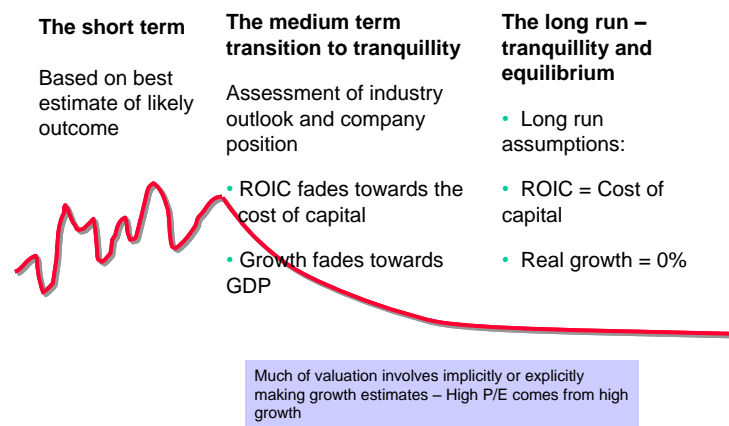 The short term
Based on best
estimate of likely
outcome
The medium term
transition to tranquillity
Assessment of industry
outlook and company
position
• ROIC fades towards the
cost of capital
• Growth fades towards
GDP
The long run –
tranquility and
equilibrium
• Long run
assumptions:
• ROIC = Cost of
capital
• Real growth = 0%
Much of valuation involves implicitly or explicitly
making growth estimates – High P/E comes from high
growth